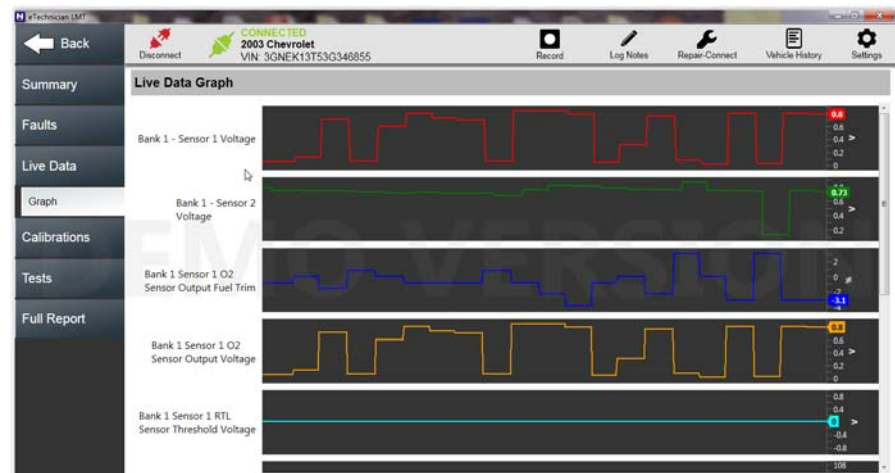 eTechnician LMT
Back
Disconnect
CONNECTED
2003 Chevrolet
VIN: 3GNEK13T53G346855
Record
Log Notes
Repair-Connect
Vehicle History
Settings
Summary
Faults
Live Data
Graph
Calibrations
Tests
Full Report
Live Data Graph
Bank 1 - Sensor 1 Voltage
0.8
0.6
0.4
0.2
0
V
Bank 1 - Sensor 2
Voltage
0.73
0.6
0.4
0.2
V
Bank 1 Sensor 1 O2
Sensor Output Fuel Trim
2
0
-2
-3.1
-4
%
Bank 1 Sensor 1 O2
Sensor Output Voltage
0.8
0.6
0.4
0.2
0
V
Bank 1 Sensor 1 RTL
Sensor Threshold Voltage
0.8
0.4
0
-0.4
-0.8
V
108
DEMO VERSION